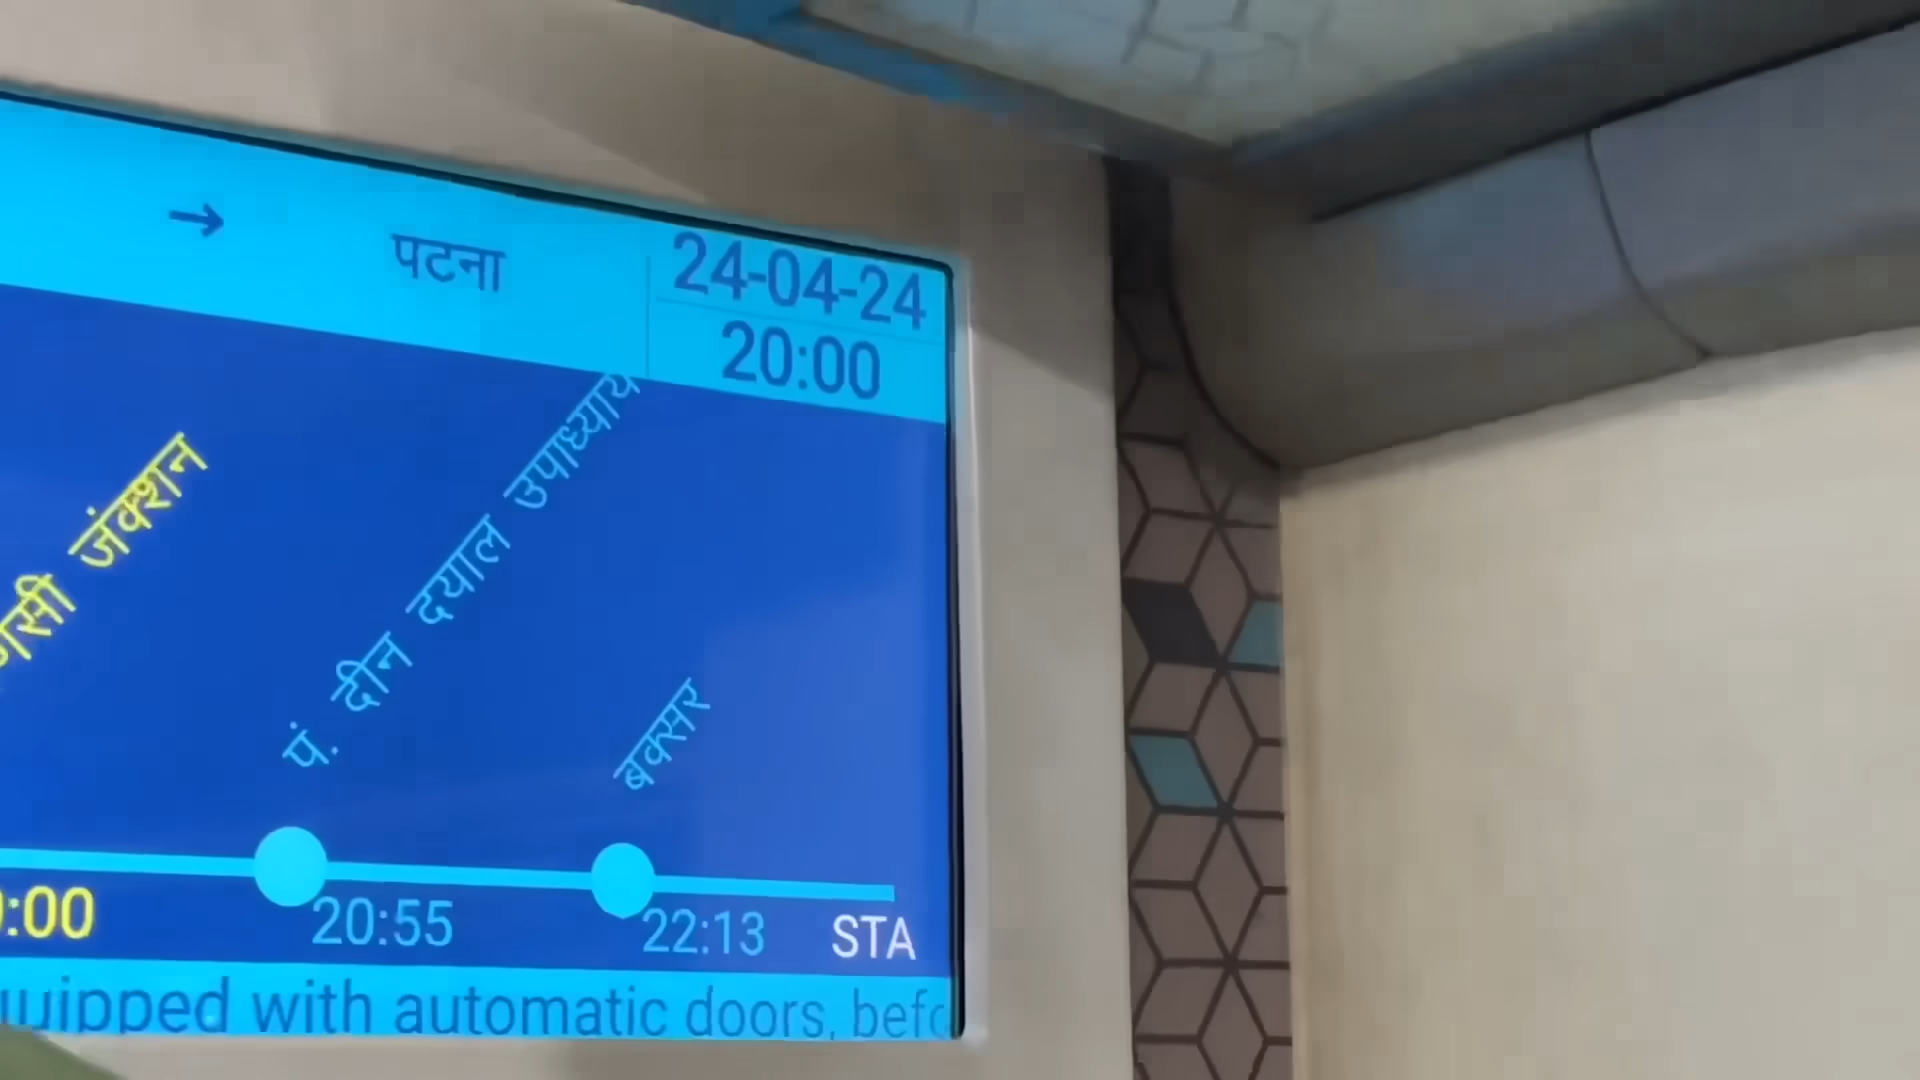 → पटना
24-04-24
20:00
जंक्शन
पं. दीन दयाल उपाध्याय
बक्सर
:00
20:55
22:13
STA
with automatic doors,